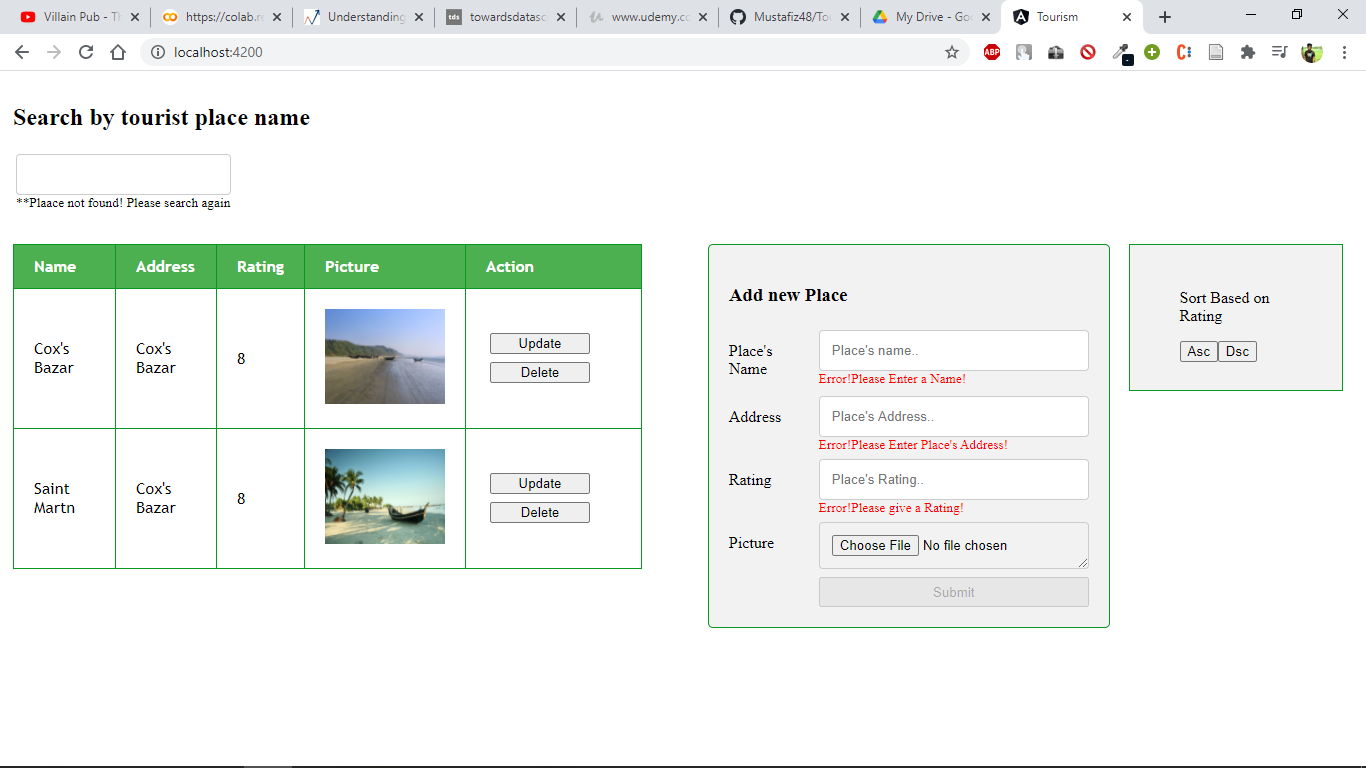 Villain Pub - Th
https://colab.re
Understanding
tds
towardsdatasc
www.udemy.co
Mustafiz48/Tou
My Drive - Goo
Tourism
localhost:4200
ABP
Search by tourist place name
**Plaace not found! Please search again
Name Address Rating Picture Action
Cox's
Bazar
Cox's
Bazar
8
Update
Delete
Saint
Martn
Cox's
Bazar
8
Update
Delete
Add new Place
Place's
Name
Place's name..
Error!Please Enter a Name!
Address
Place's Address..
Error!Please Enter Place's Address!
Rating
Place's Rating..
Error!Please give a Rating!
Picture
Choose File No file chosen
Submit
Sort Based on
Rating
Asc Dsc